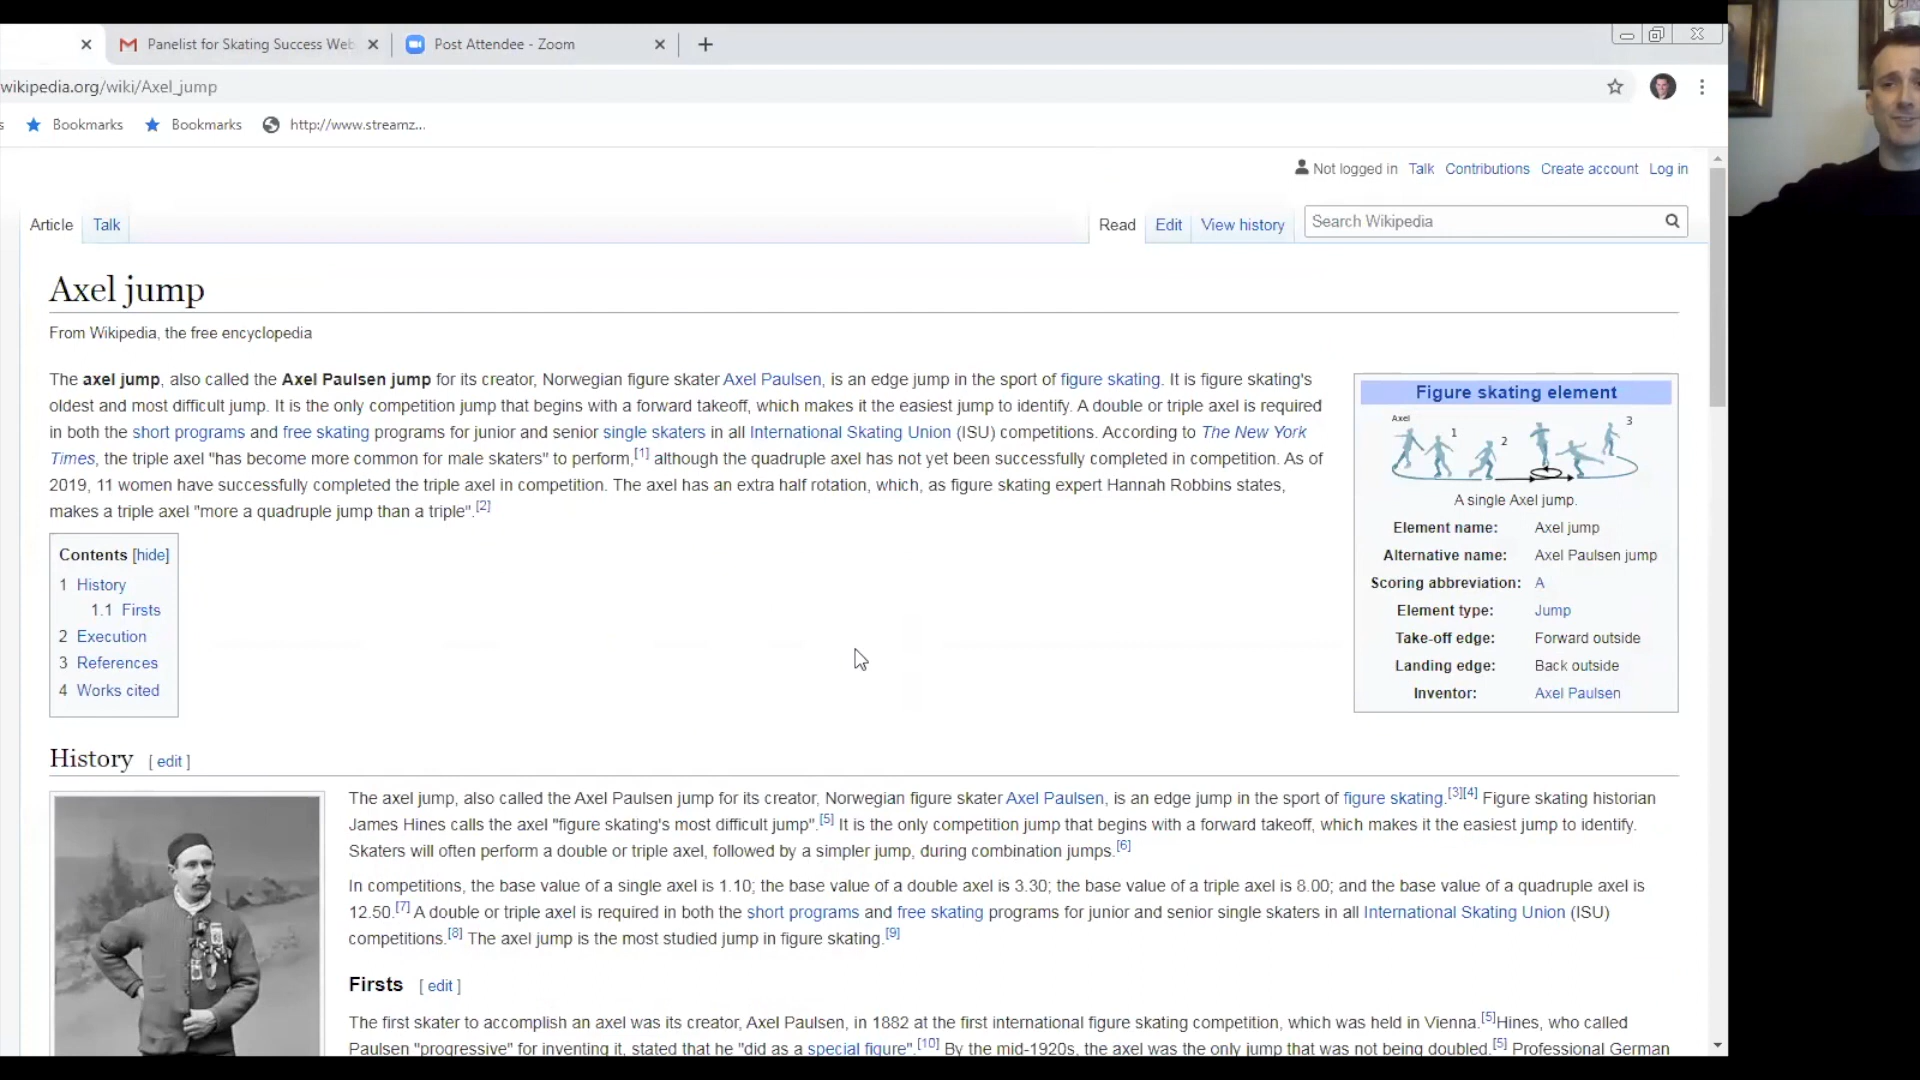 Panelist for Skating Success Web
Post Attendee - Zoom
wikipedia.org/wiki/Axel_jump
s Bookmarks Bookmarks http://www.streamz...
Not logged in Talk Contributions Create account Log in
Article Talk Read Edit View history Search Wikipedia
Axel jump
From Wikipedia, the free encyclopedia
The axel jump, also called the Axel Paulsen jump for its creator, Norwegian figure skater Axel Paulsen, is an edge jump in the sport of figure skating. It is figure skating's
oldest and most difficult jump. It is the only competition jump that begins with a forward takeoff, which makes it the easiest jump to identify. A double or triple axel is required
in both the short programs and free skating programs for junior and senior single skaters in all International Skating Union (ISU) competitions. According to The New York
Times, the triple axel "has become more common for male skaters" to perform,[1] although the quadruple axel has not yet been successfully completed in competition. As of
2019, 11 women have successfully completed the triple axel in competition. The axel has an extra half rotation, which, as figure skating expert Hannah Robbins states,
makes a triple axel "more a quadruple jump than a triple".[2]
Figure skating element
Axel
1
2
3
A single Axel jump.
Element name: Axel jump
Alternative name: Axel Paulsen jump
Scoring abbreviation: A
Element type: Jump
Take-off edge: Forward outside
Landing edge: Back outside
Inventor: Axel Paulsen
Contents [hide]
1 History
1.1 Firsts
2 Execution
3 References
4 Works cited
History [ edit ]
The axel jump, also called the Axel Paulsen jump for its creator, Norwegian figure skater Axel Paulsen, is an edge jump in the sport of figure skating.[3][4] Figure skating historian
James Hines calls the axel "figure skating's most difficult jump".[5] It is the only competition jump that begins with a forward takeoff, which makes it the easiest jump to identify.
Skaters will often perform a double or triple axel, followed by a simpler jump, during combination jumps.[6]
In competitions, the base value of a single axel is 1.10; the base value of a double axel is 3.30; the base value of a triple axel is 8.00; and the base value of a quadruple axel is
12.50.[7] A double or triple axel is required in both the short programs and free skating programs for junior and senior single skaters in all International Skating Union (ISU)
competitions.[8] The axel jump is the most studied jump in figure skating.[9]
Firsts [ edit ]
The first skater to accomplish an axel was its creator, Axel Paulsen, in 1882 at the first international figure skating competition, which was held in Vienna.[5]Hines, who called
Paulsen "progressive" for inventing it, stated that he "did as a special figure".[10] By the mid-1920s, the axel was the only jump that was not being doubled.[5] Professional German